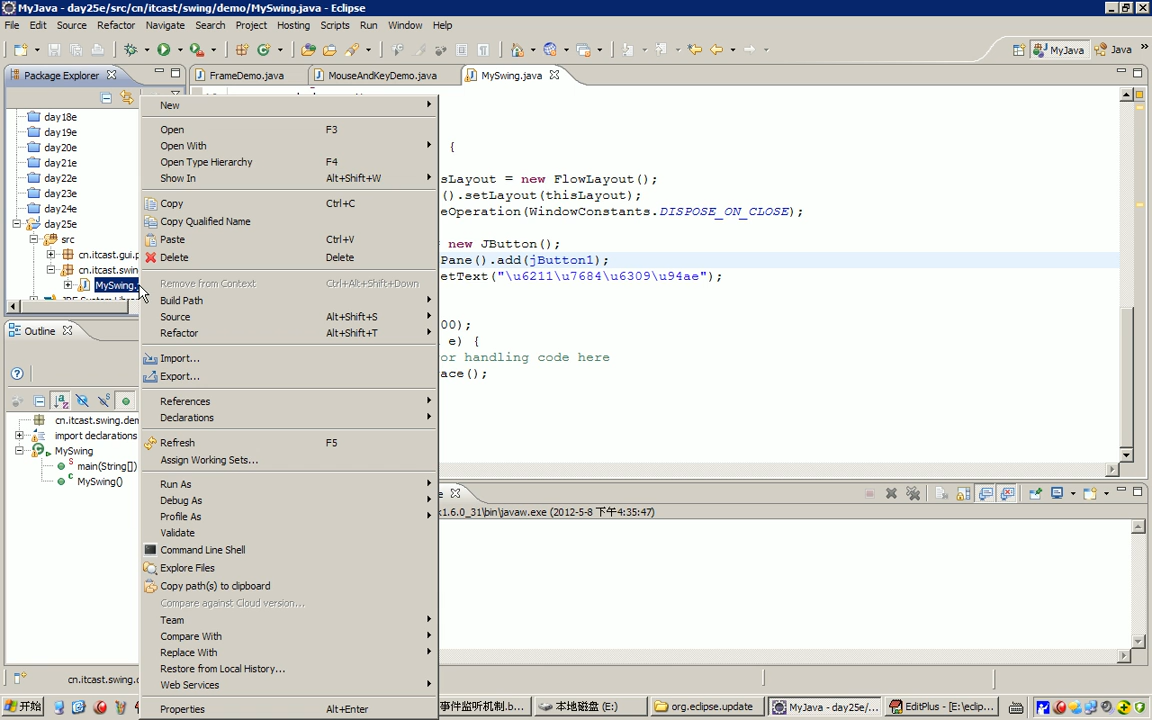 MyJava - day25e/src/cn/itcast/swing/demo/MySwing.java - Eclipse
File Edit Source Refactor Navigate Search Project Hosting Scripts Run Window Help
MyJava Java »
Package Explorer
FrameDemo.java MouseAndKeyDemo.java MySwing.java
day18e
day19e
day20e
day21e
day22e
day23e
day24e
day25e
src
cn.itcast.gui.
cn.itcast.swin
MySwing.
Outline
cn.itcast.swing.dem
import declarations
MySwing
main(String[])
MySwing()
New
Open F3
Open With
Open Type Hierarchy F4
Show In Alt+Shift+W
Copy Ctrl+C
Copy Qualified Name
Paste Ctrl+V
Delete Delete
Remove from Context Ctrl+Alt+Shift+Down
Build Path
Source Alt+Shift+S
Refactor Alt+Shift+T
Import...
Export...
References
Declarations
Refresh F5
Assign Working Sets...
Run As
Debug As
Profile As
Validate
Command Line Shell
Explore Files
Copy path(s) to clipboard
Compare against Cloud version...
Team
Compare With
Replace With
Restore from Local History...
Web Services
Properties Alt+Enter
{
sLayout = new FlowLayout();
().setLayout(thisLayout);
eOperation(WindowConstants.DISPOSE_ON_CLOSE);
new JButton();
Pane().add(jButton1);
etText("\u6211\u7684\u6309\u94ae");
00);
e) {
or handling code here
ace();
1.6.0_31\bin\javaw.exe (2012-5-8 下午4:35:47)
cn.itcast.swing.
开始 事件监听机制.b... 本地磁盘 (E:) org.eclipse.update MyJava - day25e/... EditPlus - [E:\eclip...